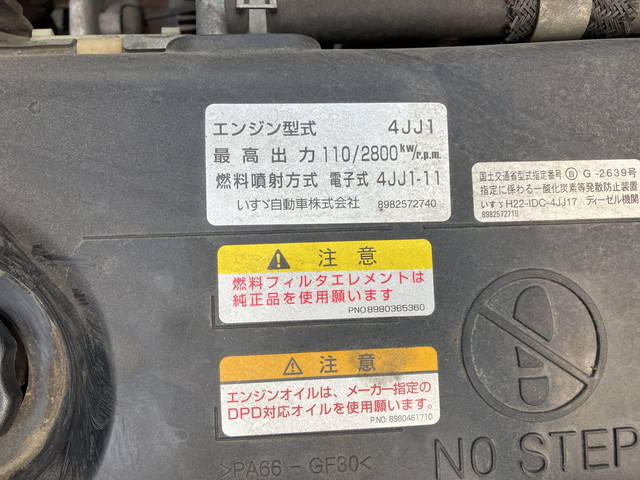 エンジン型式 4JJ1
最高出力 110/2800kw/r.p.m.
燃料噴射方式 電子式 4JJ1-11
いすゞ自動車株式会社 8982572740
国土交通省型式指定番号 Ⓑ G-2639号
指定に係わる一酸化炭素等発散防止装置
いすゞH22-IDC-4JJ17 ディーゼル機関
8982572710
注意
燃料フィルタエレメントは
純正品を使用願います
PNO.8980365360
注意
エンジンオイルは、メーカー指定の
DPD対応オイルを使用願います。
PNO. 8980461710
NO STEP
>PA66-GF30<